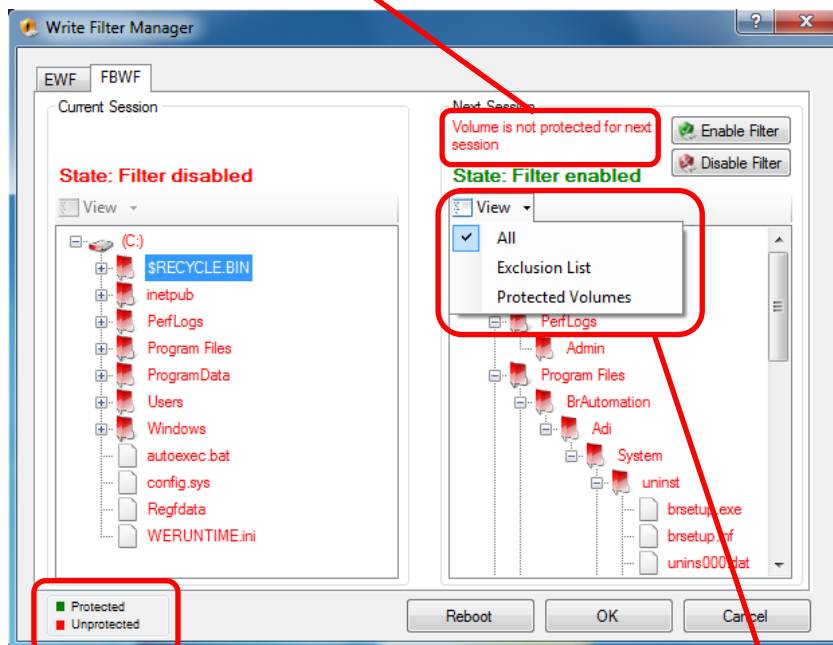 Write Filter Manager
?
X
EWF
FBWF
Current Session
State: Filter disabled
View
(C:)
$RECYCLE.BIN
inetpub
PerfLogs
Program Files
ProgramData
Users
Windows
autoexec.bat
config.sys
Regfdata
WERUNTIME.ini
Next Session
Volume is not protected for next
session
Enable Filter
Disable Filter
State: Filter enabled
View
All
Exclusion List
Protected Volumes
PerfLogs
Admin
Program Files
BrAutomation
Adi
System
uninst
brsetup.exe
brsetup.inf
unins000.dat
Protected
Unprotected
Reboot
OK
Cancel